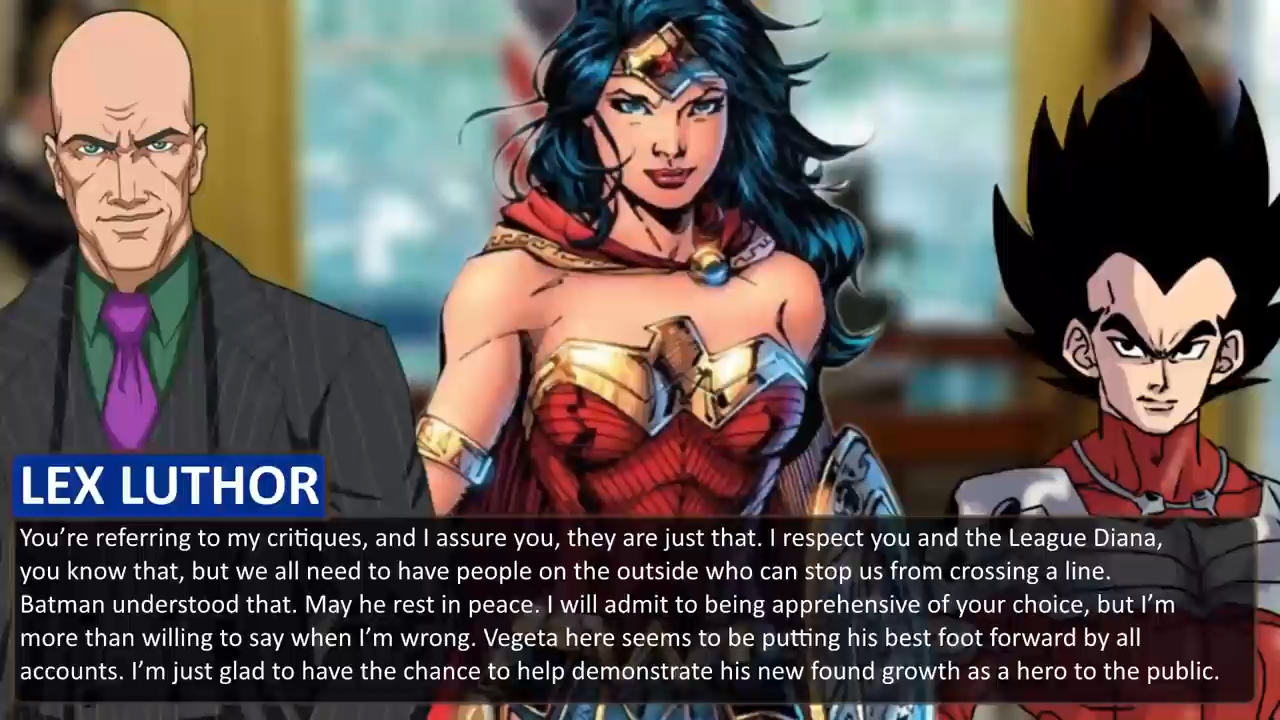 LEX LUTHOR
You’re referring to my critiques, and I assure you, they are just that. I respect you and the League Diana,
you know that, but we all need to have people on the outside who can stop us from crossing a line.
Batman understood that. May he rest in peace. I will admit to being apprehensive of your choice, but I’m
more than willing to say when I’m wrong. Vegeta here seems to be putting his best foot forward by all
accounts. I’m just glad to have the chance to help demonstrate his new found growth as a hero to the public.